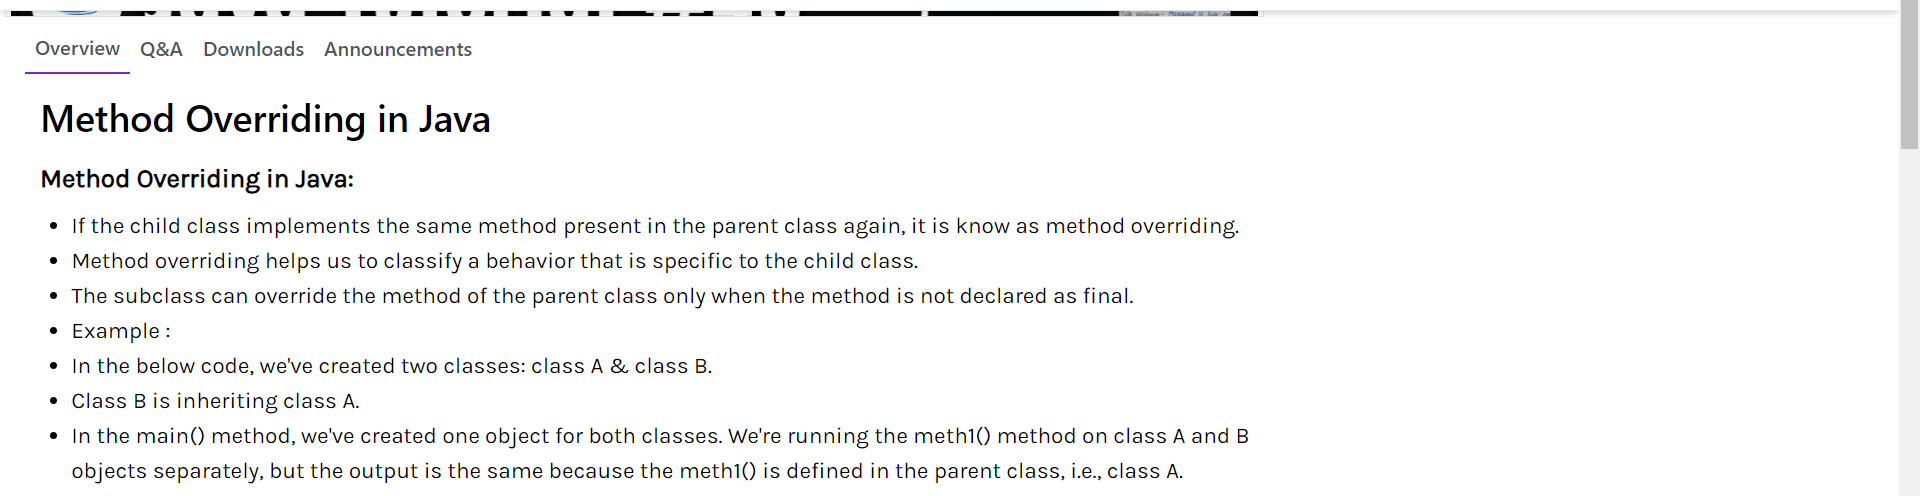 Overview Q&A Downloads Announcements
Method Overriding in Java
Method Overriding in Java:
• If the child class implements the same method present in the parent class again, it is know as method overriding.
• Method overriding helps us to classify a behavior that is specific to the child class.
• The subclass can override the method of the parent class only when the method is not declared as final.
• Example :
• In the below code, we've created two classes: class A & class B.
• Class B is inheriting class A.
• In the main() method, we've created one object for both classes. We're running the meth1() method on class A and B
objects separately, but the output is the same because the meth1() is defined in the parent class, i.e., class A.